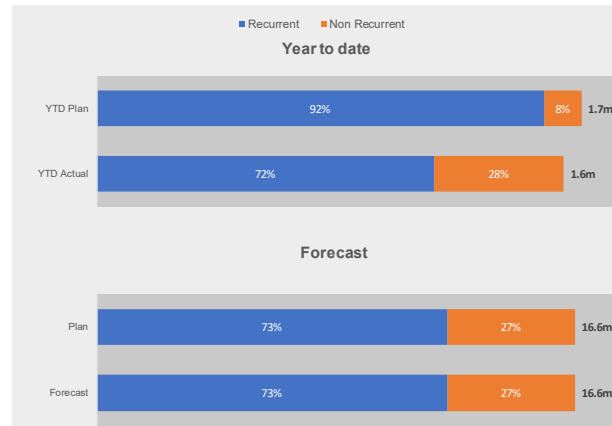 Recurrent Non Recurrent
Year to date
YTD Plan 92% 8% 1.7m
YTD Actual 72% 28% 1.6m
Forecast
Plan 73% 27% 16.6m
Forecast 73% 27% 16.6m